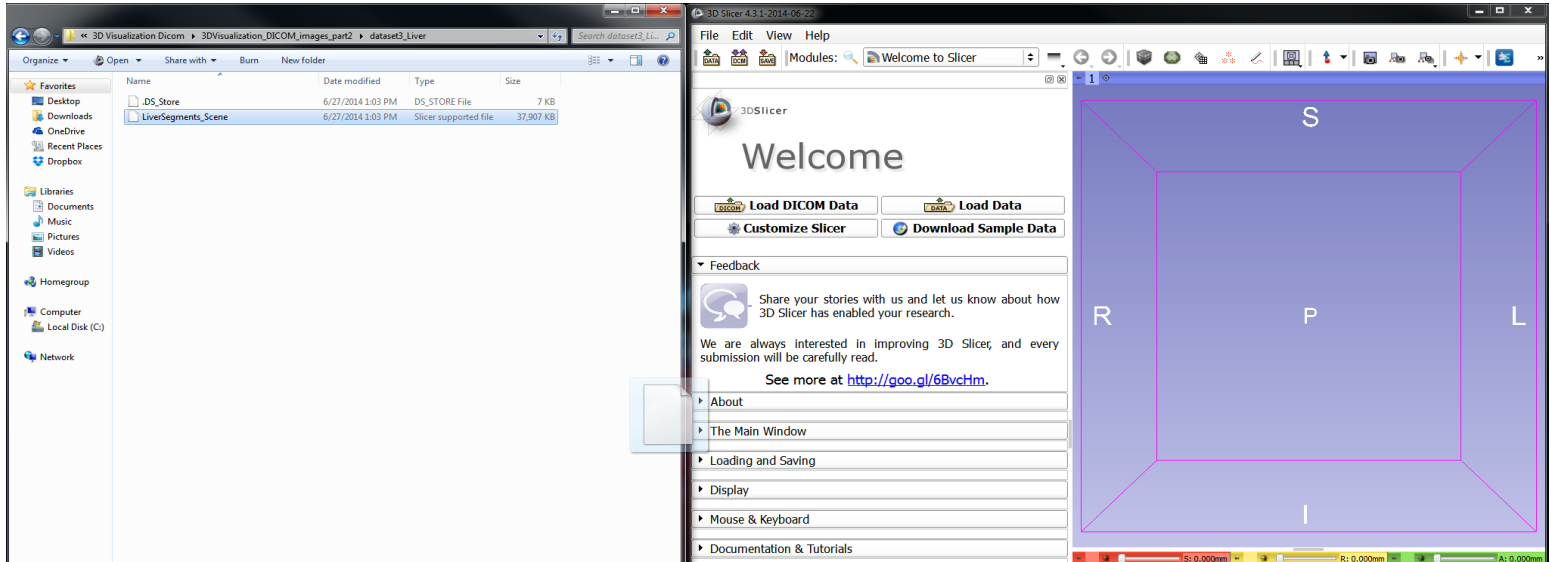 « 3D Visualization Dicom ▸ 3DVisualization_DICOM_images_part2 ▸ dataset3_Liver
Search dataset3_Li...
Organize Open Share with Burn New folder
Name Date modified Type Size
.DS_Store 6/27/2014 1:03 PM DS_STORE File 7 KB
LiverSegments_Scene 6/27/2014 1:03 PM Slicer supported file 37,907 KB
Favorites
Desktop
Downloads
OneDrive
Recent Places
Dropbox
Libraries
Documents
Music
Pictures
Videos
Homegroup
Computer
Local Disk (C:)
Network
3D Slicer 4.3.1-2014-06-22
File Edit View Help
DATA DCM SAVE Modules: Welcome to Slicer
1
3DSlicer
Welcome
DICOM Load DICOM Data DATA Load Data
Customize Slicer Download Sample Data
Feedback
Share your stories with us and let us know about how
3D Slicer has enabled your research.
We are always interested in improving 3D Slicer, and every
submission will be carefully read.
See more at http://goo.gl/6BvcHm.
About
The Main Window
Loading and Saving
Display
Mouse & Keyboard
Documentation & Tutorials
S
R P L
I
S: 0.000mm R: 0.000mm A: 0.000mm